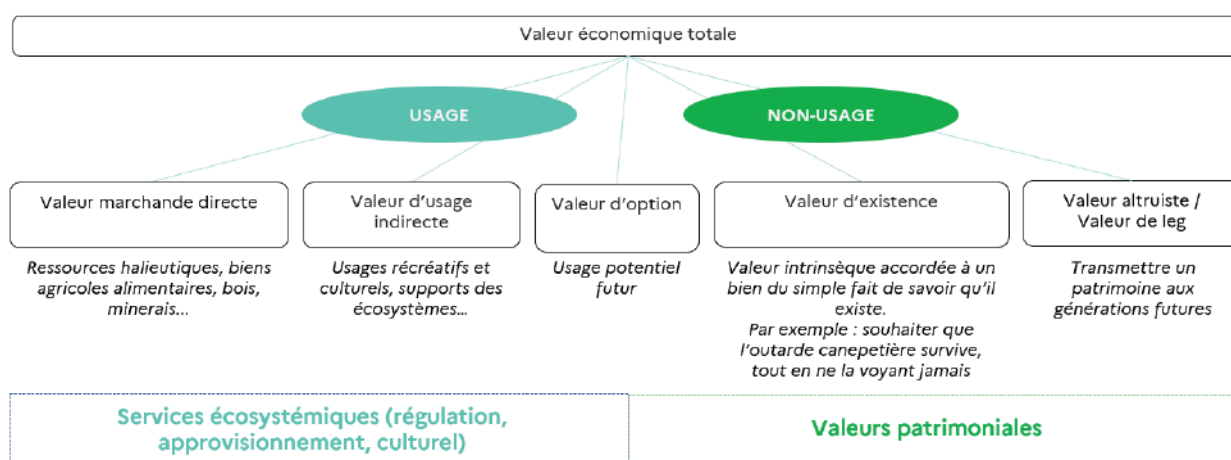 Valeur économique totale
USAGE
NON-USAGE
Valeur marchande directe
Valeur d'usage
indirecte
Valeur d'option
Valeur d'existence
Valeur altruiste /
Valeur de leg
Ressources halieutiques, biens
agricoles alimentaires, bois,
minerais...
Usages récréatifs et
culturels, supports des
écosystèmes...
Usage potentiel
futur
Valeur intrinsèque accordée à un
bien du simple fait de savoir qu'il
existe.
Par exemple : souhaiter que
l'outarde canepetière survive,
tout en ne la voyant jamais
Transmettre un
patrimoine aux
générations futures
Services écosystémiques (régulation,
approvisionnement, culturel)
Valeurs patrimoniales